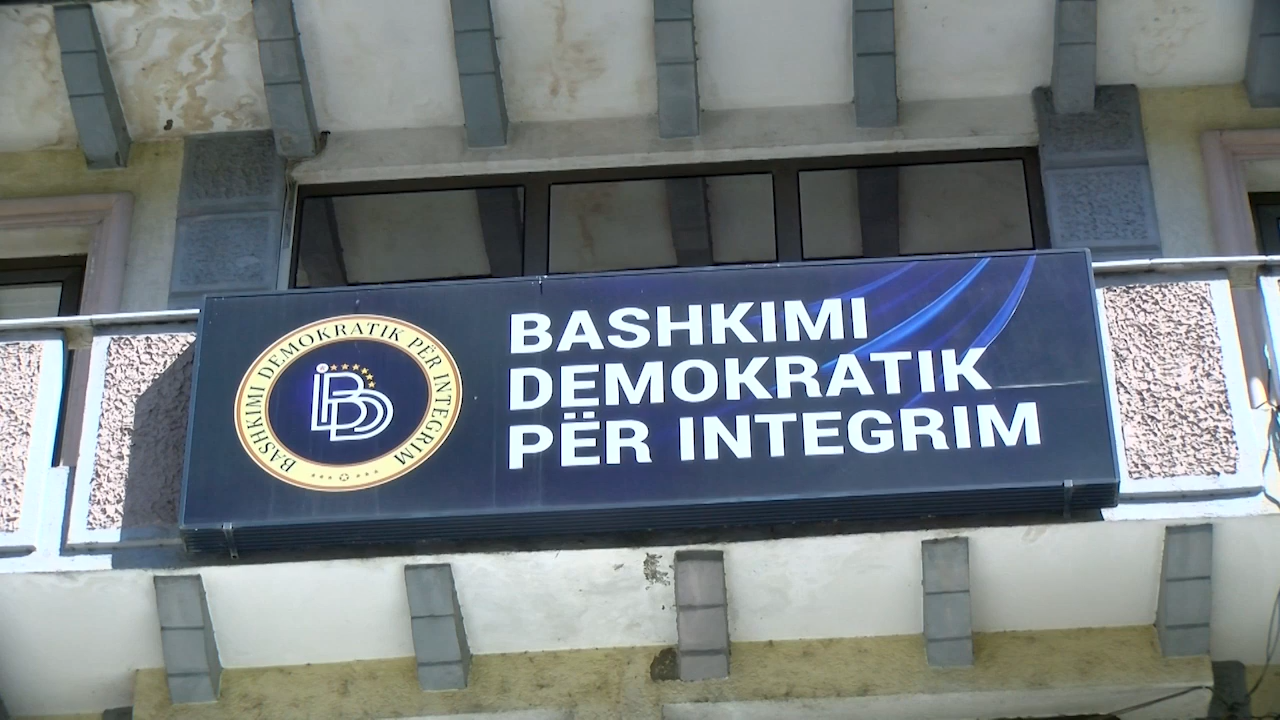 BASHKIMI DEMOKRATIK PËR INTEGRIM
BDI
BASHKIMI
DEMOKRATIK
PËR INTEGRIM